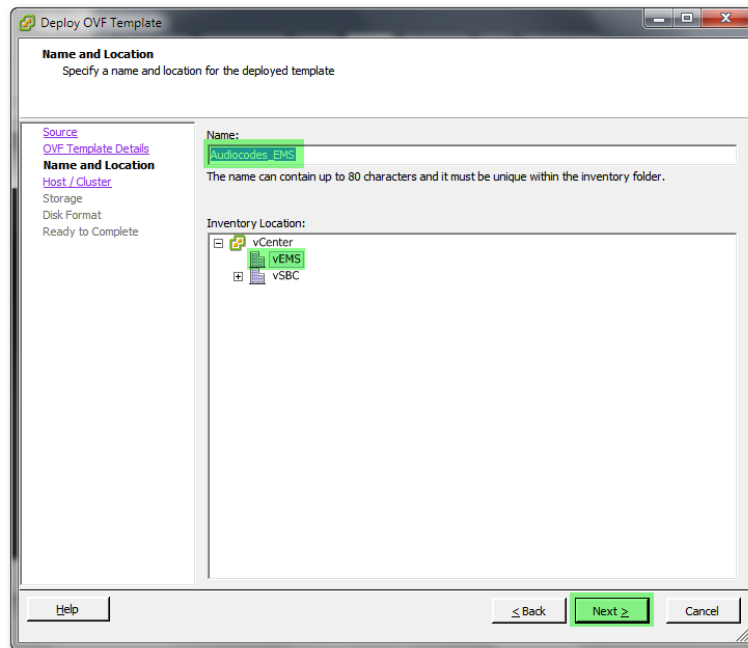 Deploy OVF Template
Name and Location
Specify a name and location for the deployed template
Source
OVF Template Details
Name and Location
Host / Cluster
Storage
Disk Format
Ready to Complete
Name:
Audiocodes_EMS
The name can contain up to 80 characters and it must be unique within the inventory folder.
Inventory Location:
vCenter
vEMS
vSBC
Help
< Back
Next >
Cancel